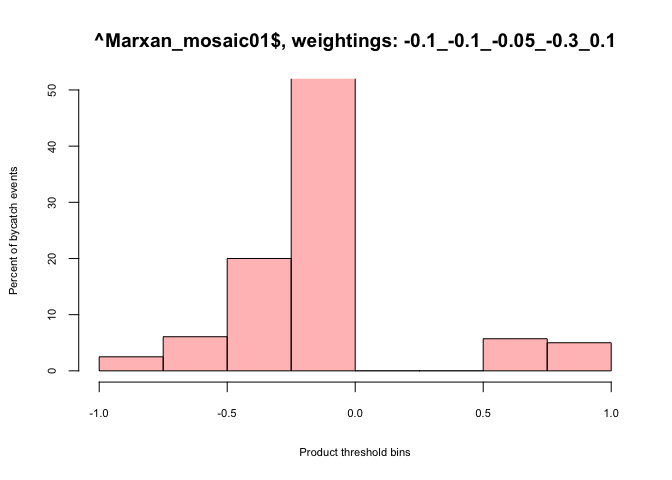 ^Marxan_mosaic01$, weightings: -0.1_-0.1_-0.05_-0.3_0.1
50
40
30
20
10
0
Percent of bycatch events
-1.0 -0.5 0.0 0.5 1.0
Product threshold bins